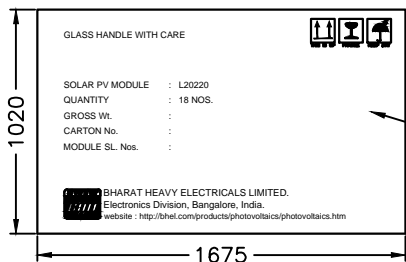 GLASS HANDLE WITH CARE
SOLAR PV MODULE : L20220
QUANTITY : 18 NOS.
GROSS Wt. :
CARTON No. :
MODULE SL. Nos. :
BHARAT HEAVY ELECTRICALS LIMITED.
Electronics Division, Bangalore, India.
website : http://bhel.com/products/photovoltaics/photovoltaics.htm
1020
1675